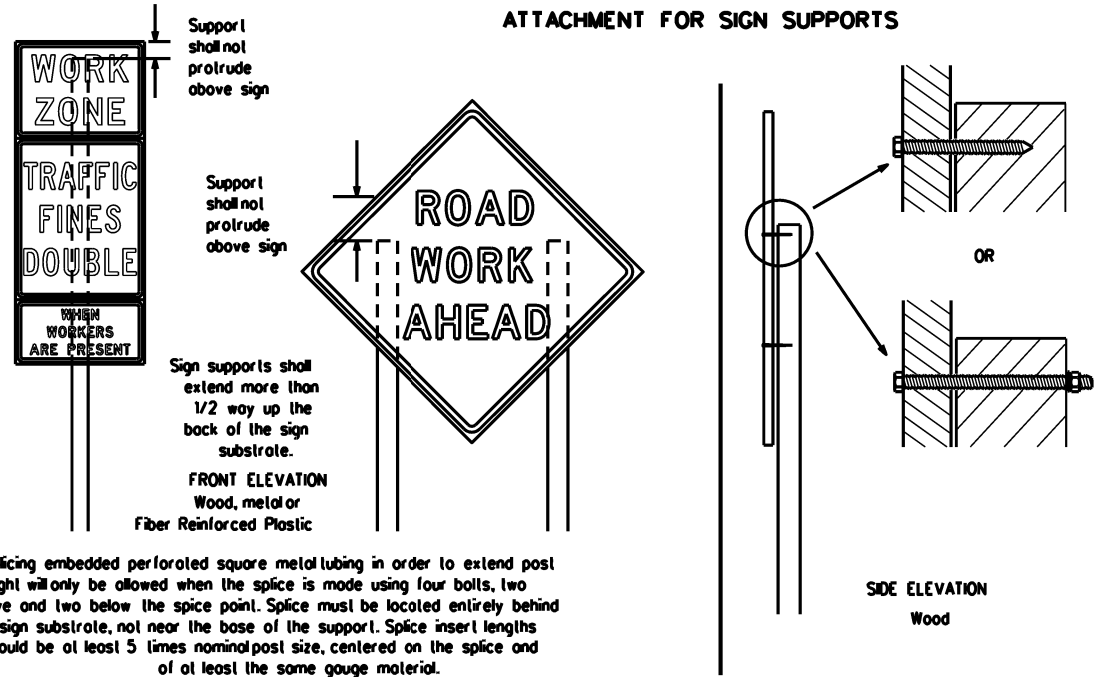 ATTACHMENT FOR SIGN SUPPORTS
Support
shall not
protrude
above sign
WORK
ZONE
TRAFFIC
FINES
DOUBLE
WHEN
WORKERS
ARE PRESENT
Support
shall not
protrude
above sign
ROAD
WORK
AHEAD
Sign supports shall
extend more than
1/2 way up the
back of the sign
substrate.
FRONT ELEVATION
Wood, metal or
Fiber Reinforced Plastic
OR
SIDE ELEVATION
Wood
embedded perforated square metal tubing in order to extend post
will only be allowed when the splice is made using four bolts, two
and two below the spice point. Splice must be located entirely behind
sign substrate, not near the base of the support. Splice insert lengths
be at least 5 times nominal post size, centered on the splice and
of at least the same gauge material.